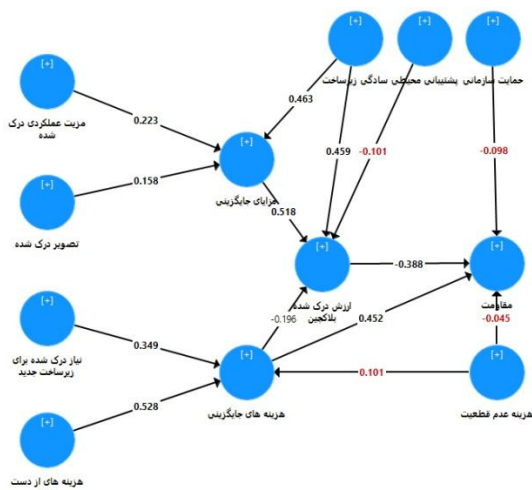 [+]
[+]
[+]
سادگی زیرساخت
پشتیبانی محیطی
حمایت سازمانی
[+]
مزیت عملکردی درک
شده
0.223
0.463
0.459
-0.101
-0.098
[+]
مزایای جایگزینی
0.158
[+]
تصویر درک شده
0.518
[+]
ارزش درک شده
بلاکچین
-0.388
[+]
مقاومت
-0.196
0.452
-0.045
[+]
نیاز درک شده برای
زیرساخت جدید
0.349
[+]
هزینه های جایگزینی
0.101
[+]
هزینه عدم قطعیت
0.528
[+]
هزینه های از دست